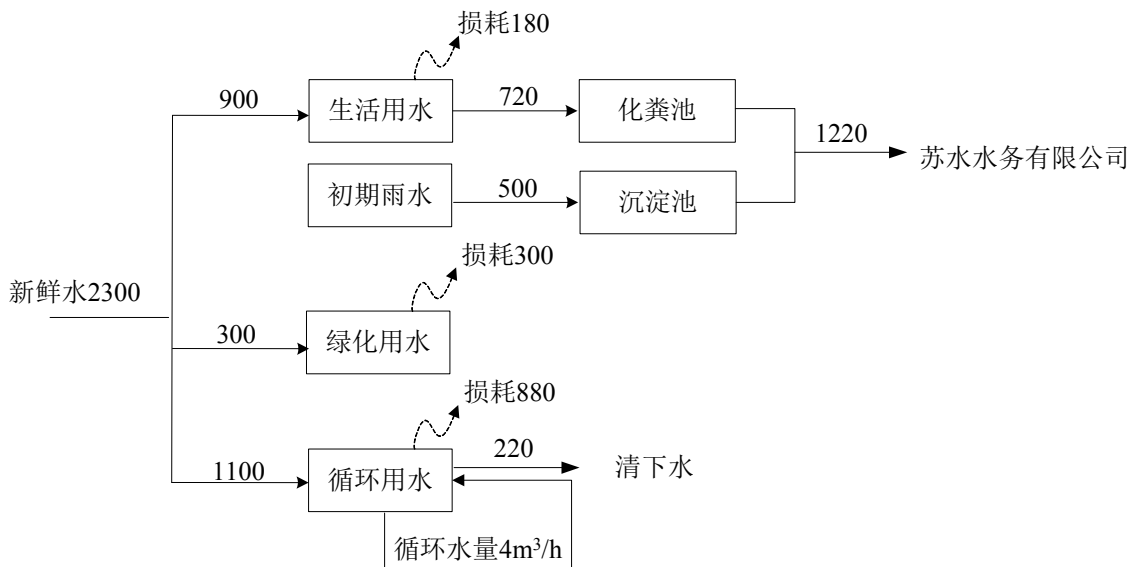 损耗180
900
生活用水
720
化粪池
1220
苏水水务有限公司
初期雨水
500
沉淀池
损耗300
新鲜水2300
300
绿化用水
损耗880
1100
循环用水
220
清下水
循环水量4m³/h